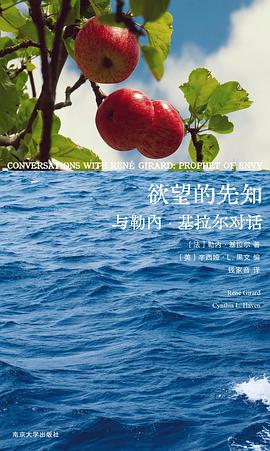 CONVERSATIONS WITH RENÉ GIRARD: PROPHET OF ENVY
欲望的先知
与勒内·基拉尔对话
［法］勒内·基拉尔 著
［美］辛西娅·L.黑文 编
钱家音 译
René Girard
Cynthia L. Haven
南京大学出版社